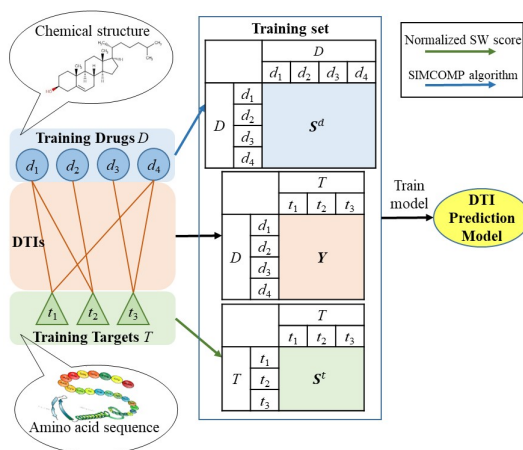 Chemical structure
HO
Training Drugs D
d1 d2 d3 d4
DTIs
t1 t2 t3
Training Targets T
Amino acid sequence
Training set
D
d1 d2 d3 d4
D
d1
d2
d3
d4
S^d
T
t1 t2 t3
D
d1
d2
d3
d4
Y
T
t1 t2 t3
T
t1
t2
t3
S^t
Normalized SW score
SIMCOMP algorithm
Train
model
DTI
Prediction
Model